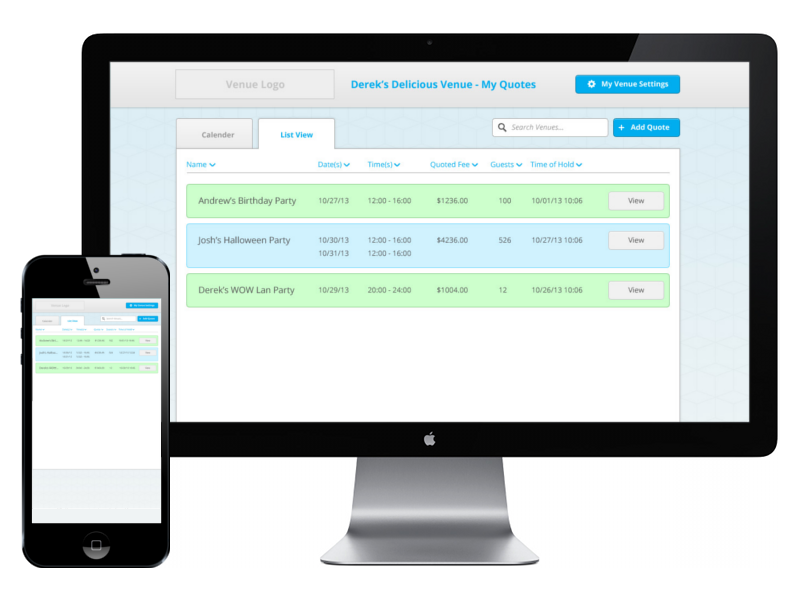 Venue Logo
Derek's Delicious Venue - My Quotes
My Venue Settings
Calender
List View
Search Venues...
+ Add Quote
Name
Date(s)
Time(s)
Quoted Fee
Guests
Time of Hold
Andrew's Birthday Party 10/27/13 12:00 - 16:00 $1236.00 100 10/01/13 10:06 View
Josh's Halloween Party 10/30/13 12:00 - 16:00 $4236.00 526 10/27/13 10:06 View
10/31/13 12:00 - 16:00
Derek's WOW Lan Party 10/29/13 20:00 - 24:00 $1004.00 12 10/26/13 10:06 View